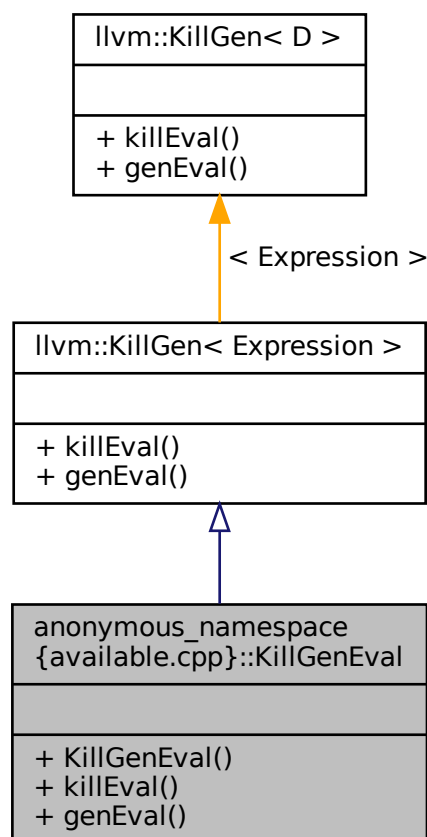 llvm::KillGen< D >
+ killEval()
+ genEval()
< Expression >
llvm::KillGen< Expression >
+ killEval()
+ genEval()
anonymous_namespace
{available.cpp}::KillGenEval
+ KillGenEval()
+ killEval()
+ genEval()